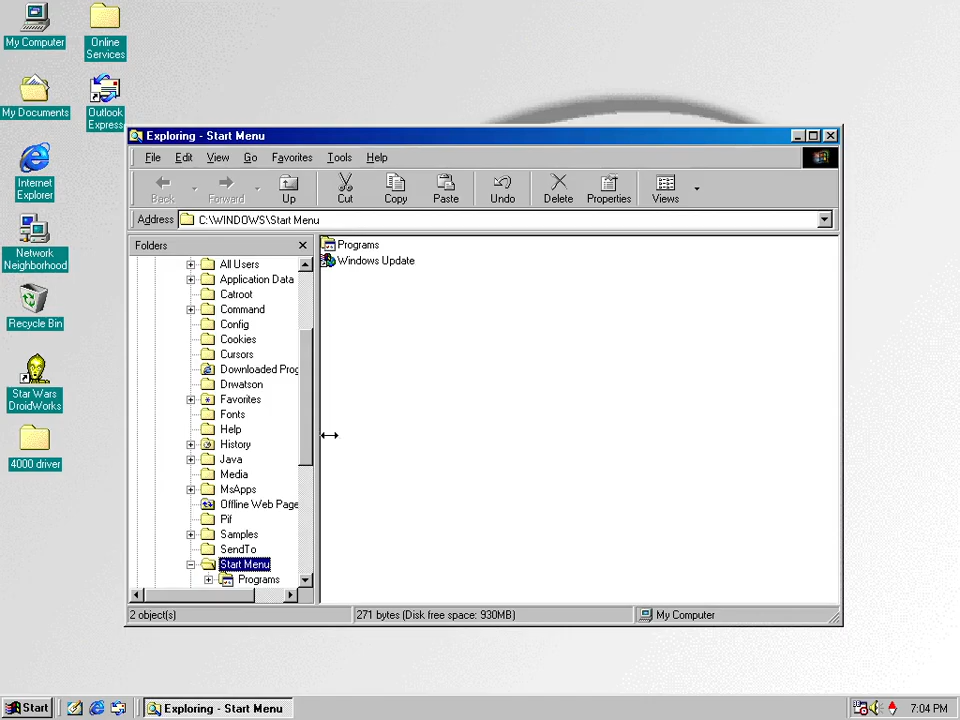 My Computer
Online
Services
My Documents
Outlook
Express
Internet
Explorer
Network
Neighborhood
Recycle Bin
Star Wars
DroidWorks
4000 driver
Exploring - Start Menu
File Edit View Go Favorites Tools Help
Back Forward Up Cut Copy Paste Undo Delete Properties Views
Address C:\WINDOWS\Start Menu
Folders
All Users
Application Data
Catroot
Command
Config
Cookies
Cursors
Downloaded Prog
Drwatson
Favorites
Fonts
Help
History
Java
Media
MsApps
Offline Web Page
Pif
Samples
SendTo
Start Menu
Programs
Programs
Windows Update
2 object(s) 271 bytes (Disk free space: 930MB) My Computer
Start Exploring - Start Menu 7:04 PM